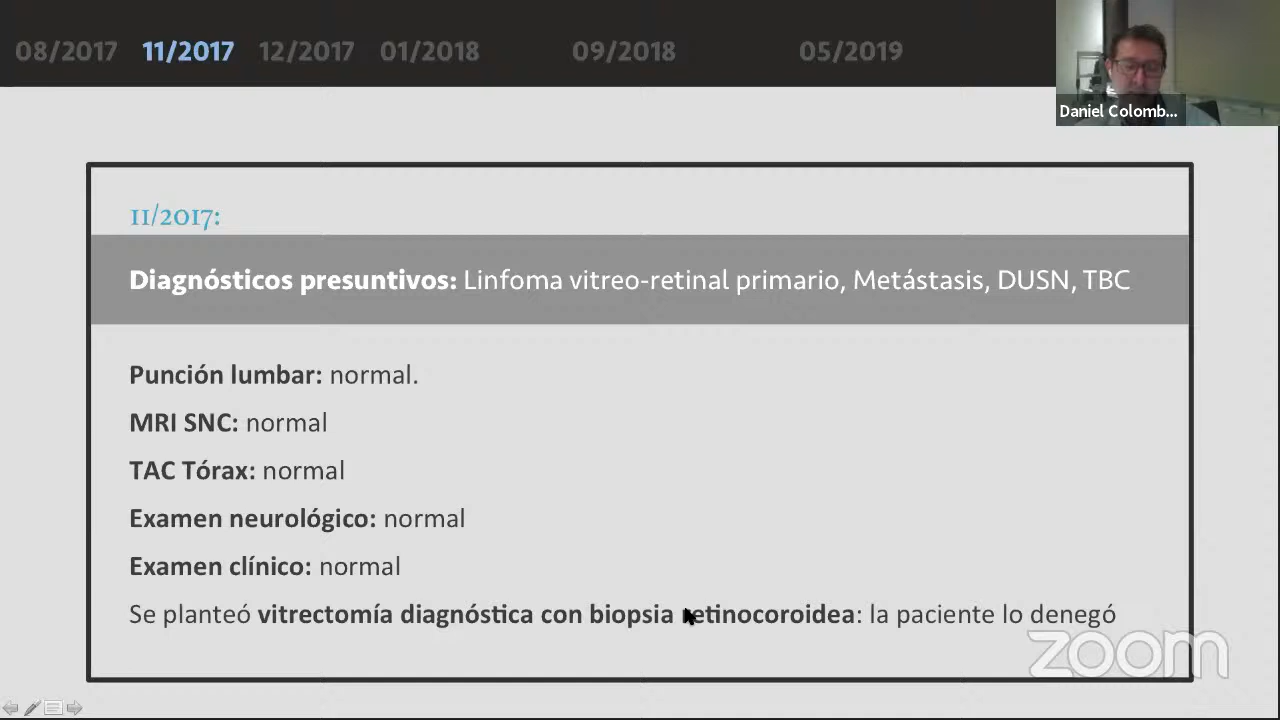 08/2017 11/2017 12/2017 01/2018 09/2018 05/2019
Daniel Colomb...
11/2017:
Diagnósticos presuntivos: Linfoma vitreo-retinal primario, Metástasis, DUSN, TBC
Punción lumbar: normal.
MRI SNC: normal
TAC Tórax: normal
Examen neurológico: normal
Examen clínico: normal
Se planteó vitrectomía diagnóstica con biopsia retinocoroidea: la paciente lo denegó
zoom